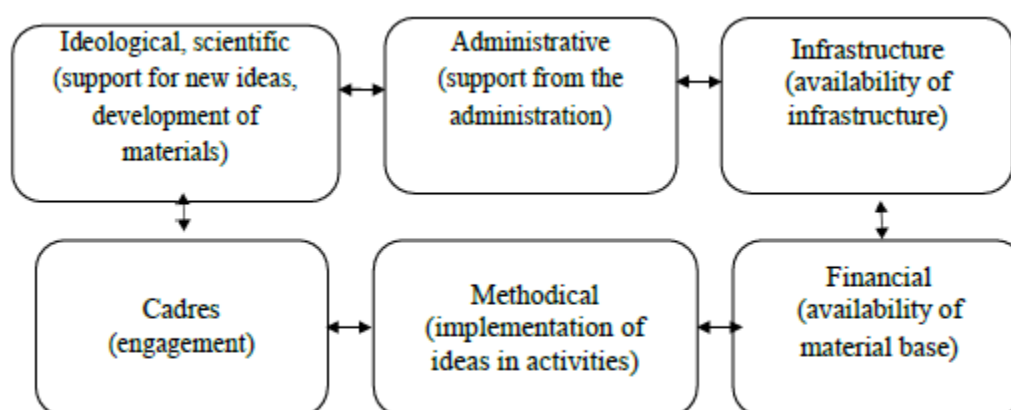 Ideological, scientific
(support for new ideas,
development of
materials)
Administrative
(support from the
administration)
Infrastructure
(availability of
infrastructure)
Cadres
(engagement)
Methodical
(implementation of
ideas in activities)
Financial
(availability of
material base)